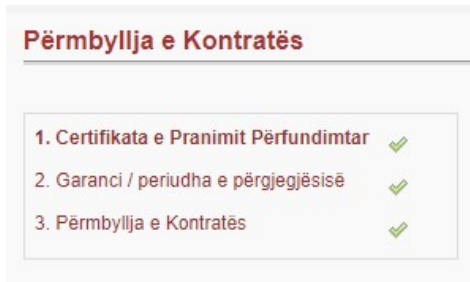 Përmbyllja e Kontratës
1. Certifikata e Pranimit Përfundimtar
2. Garanci / periudha e përgjegjësisë
3. Përmbyllja e Kontratës